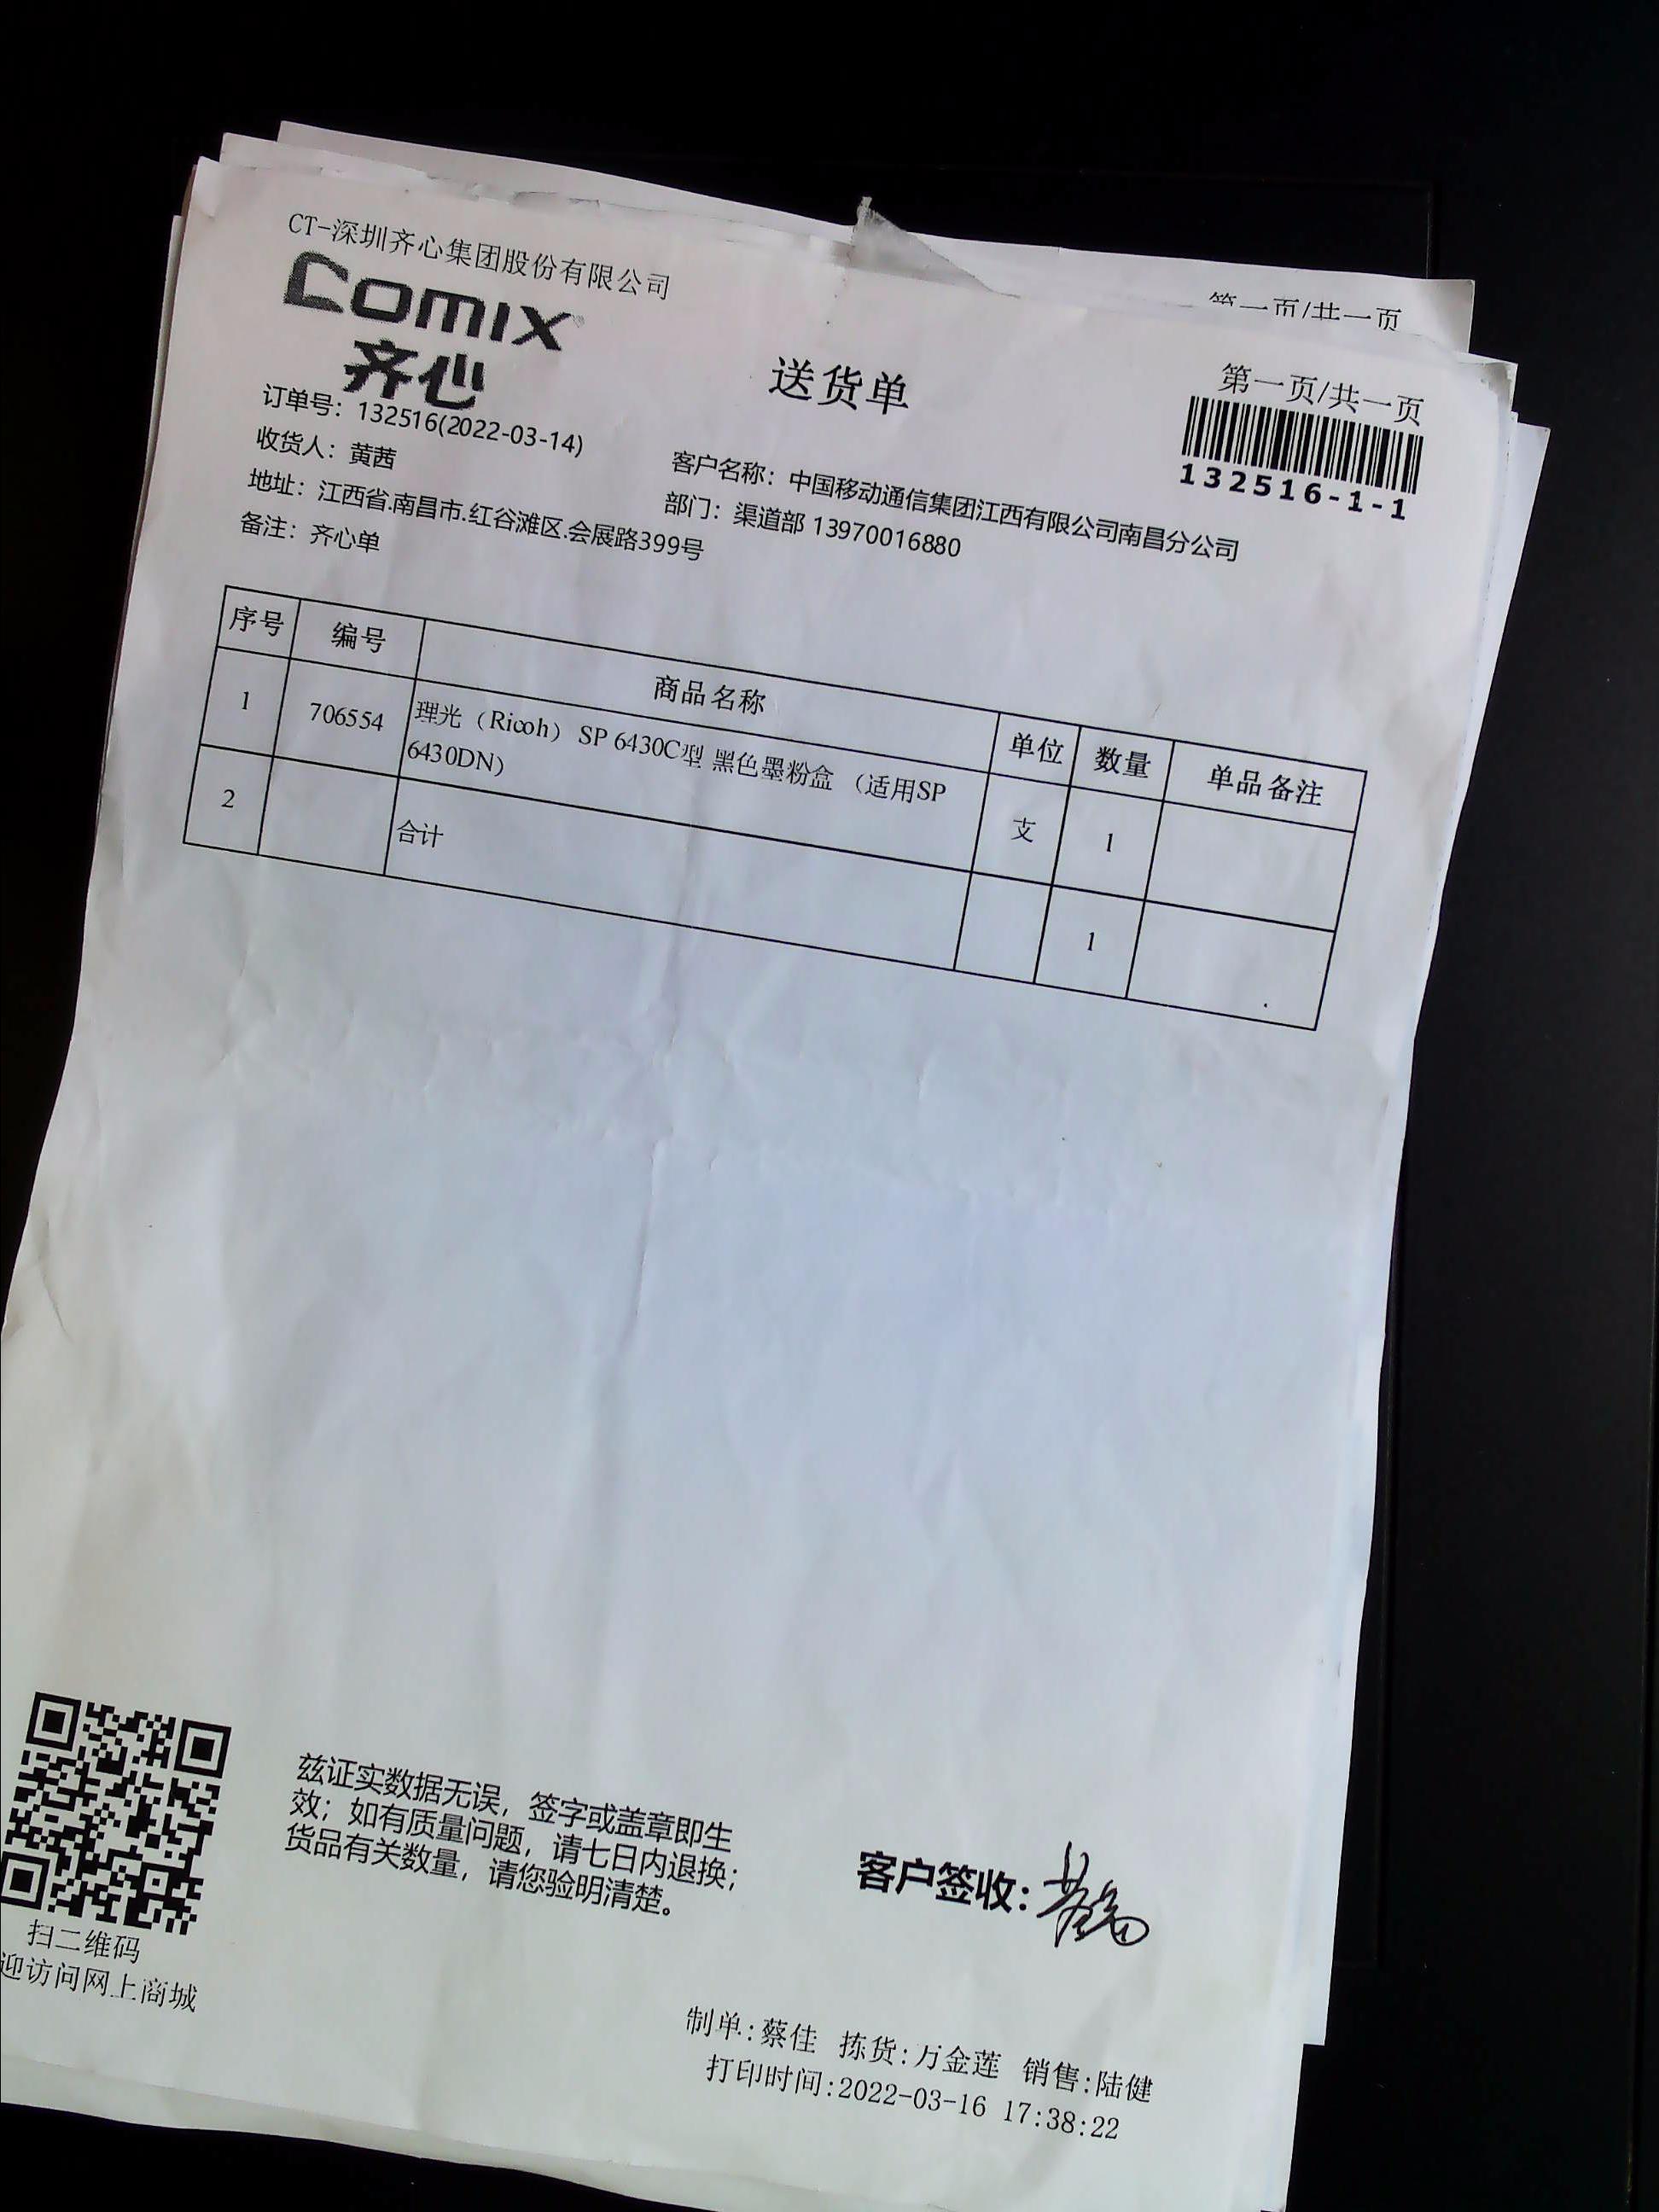 第一页/共一页
CT-深圳齐心集团股份有限公司
comix
齐心
送货单
第一页/共一页
132516-1-1
订单号：132516(2022-03-14)
收货人：黄茜
客户名称：中国移动通信集团江西有限公司南昌分公司
地址：江西省.南昌市.红谷滩区.会展路399号
部门：渠道部 13970016880
备注：齐心单
序号 编号 商品名称 单位 数量 单品备注
1 706554 理光（Ricoh） SP 6430C型 黑色墨粉盒 （适用SP
6430DN） 支 1
2 合计 1
兹证实数据无误，签字或盖章即生
效；如有质量问题，请七日内退换；
货品有关数量，请您验明清楚。
客户签收：
扫二维码
迎访问网上商城
制单:蔡佳 拣货:万金莲 销售:陆健
打印时间:2022-03-16 17:38:22